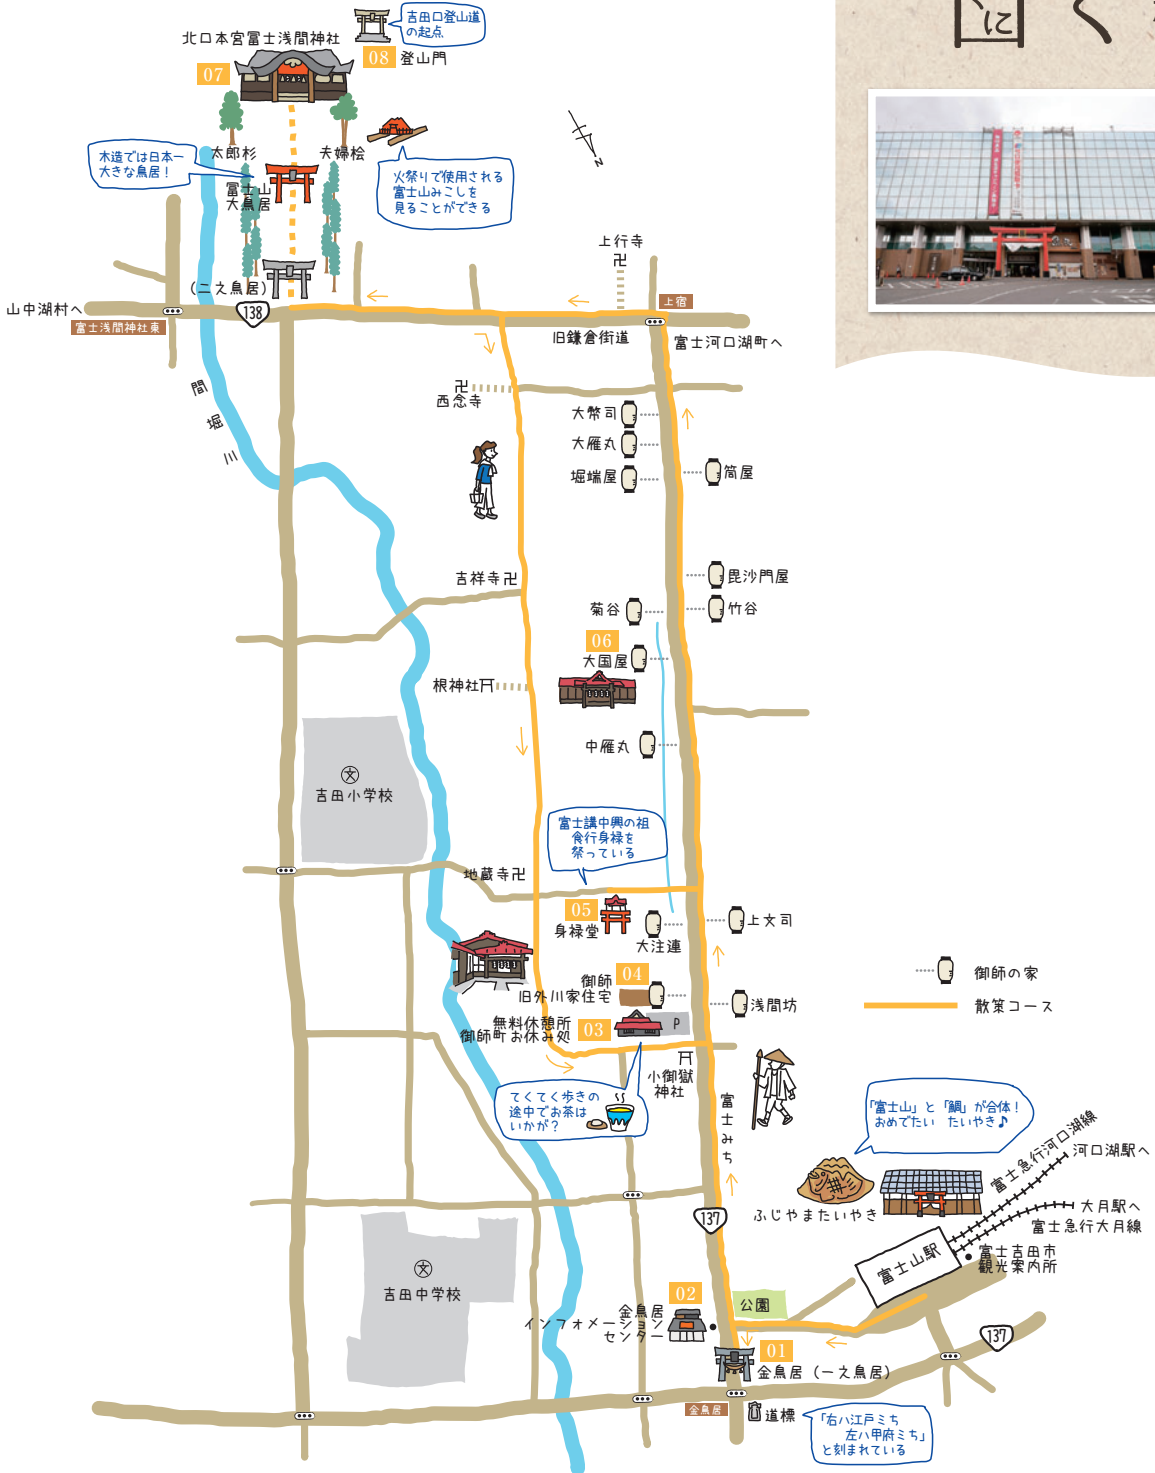 に
く
吉田口登山道
の起点
北口本宮冨士浅間神社
08
登山門
07
太郎杉
夫婦桧
木造では日本一
大きな鳥居！
冨士山
大鳥居
火祭りで使用される
富士山みこしを
見ることができる
N
上行寺
（二之鳥居）
山中湖村へ
138
上宿
富士浅間神社東
旧鎌倉街道
富士河口湖町へ
間
堀
川
西念寺
大幣司
大雁丸
堀端屋
筒屋
吉祥寺
毘沙門屋
菊谷
竹谷
06
大国屋
根神社
中雁丸
文
吉田小学校
富士講中興の祖
食行身禄を
祭っている
地蔵寺
05
身禄堂
上文司
大注連
御師
04
旧外川家住宅
浅間坊
御師の家
散策コース
無料休憩所
御師町お休み処
03
P
小御嶽
神社
てくてく歩きの
途中でお茶は
いかが？
富士みち
「富士山」と「鯛」が合体！
おめでたい　たいやき♪
ふじやまたいやき
富士急行河口湖線
河口湖駅へ
大月駅へ
富士急行大月線
富士山駅
富士吉田市
観光案内所
137
文
吉田中学校
02
金鳥居
インフォメーション
センター
公園
01
金鳥居（一之鳥居）
137
金鳥居
道標
「右ハ江戸ミち
左ハ甲府ミち」
と刻まれている